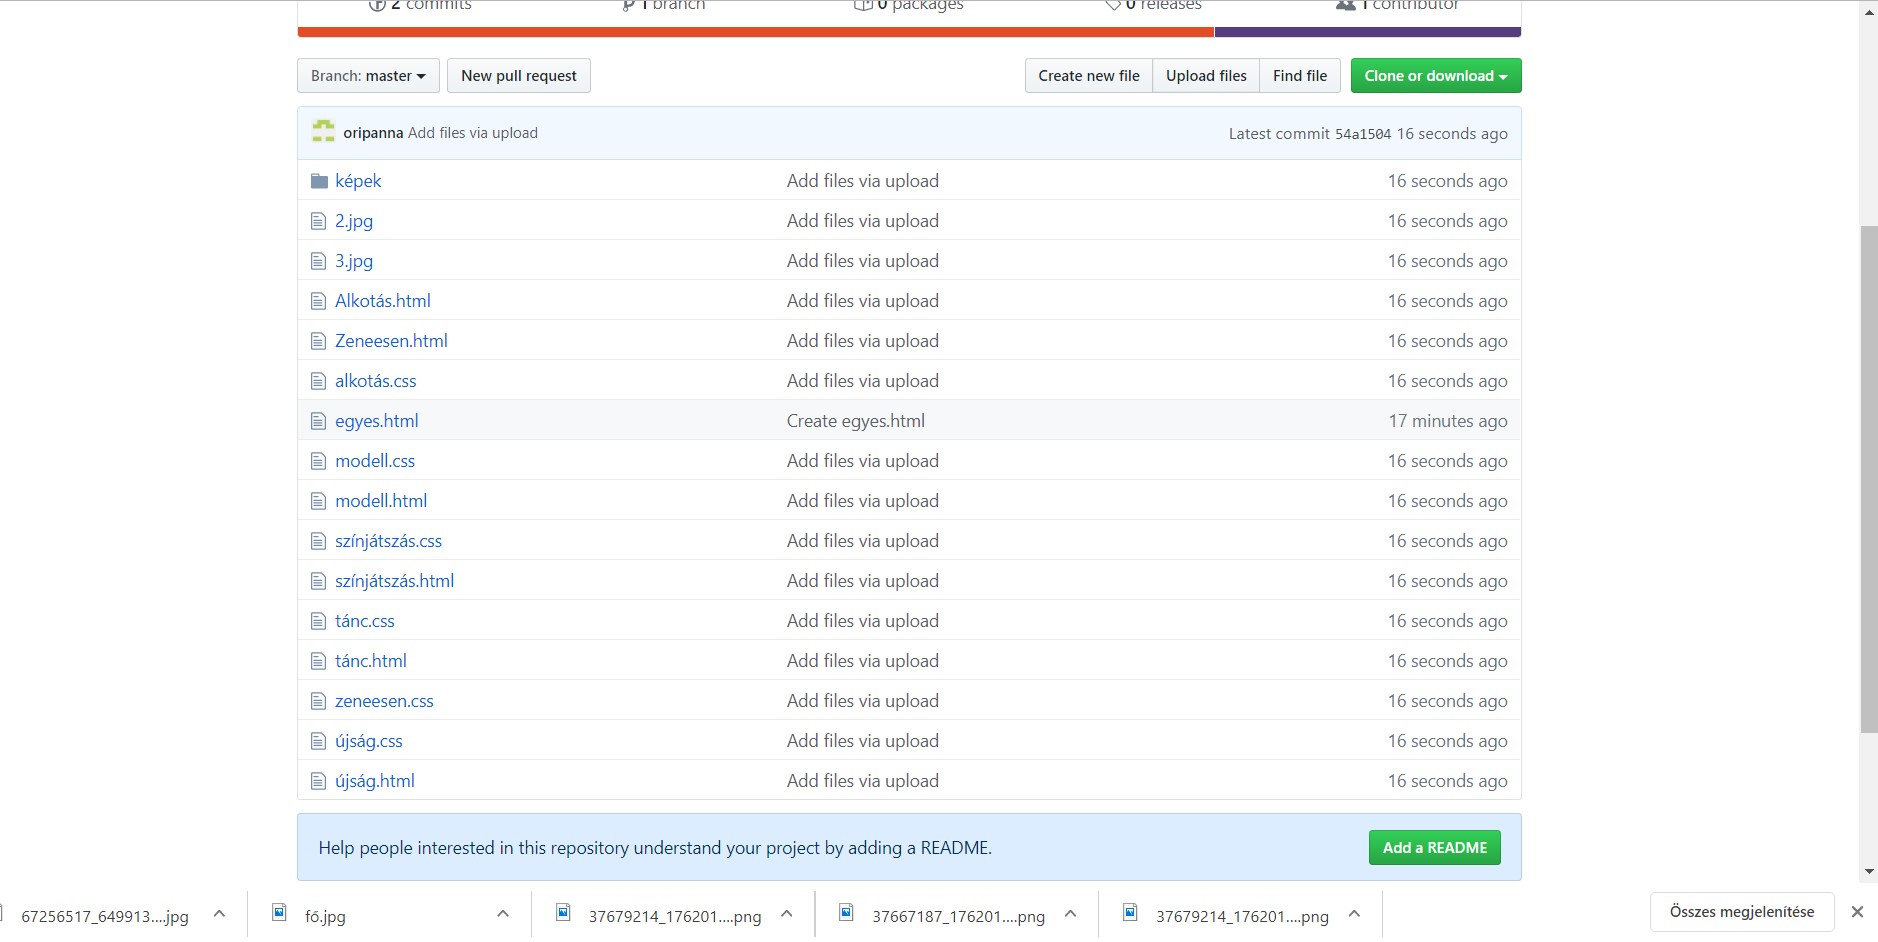 2 commits 1 branch 0 packages 0 releases 1 contributor
Branch: master New pull request Create new file Upload files Find file Clone or download
oripanna Add files via upload Latest commit 54a1504 16 seconds ago
képek Add files via upload 16 seconds ago
2.jpg Add files via upload 16 seconds ago
3.jpg Add files via upload 16 seconds ago
Alkotás.html Add files via upload 16 seconds ago
Zeneesen.html Add files via upload 16 seconds ago
alkotás.css Add files via upload 16 seconds ago
egyes.html Create egyes.html 17 minutes ago
modell.css Add files via upload 16 seconds ago
modell.html Add files via upload 16 seconds ago
színjátszás.css Add files via upload 16 seconds ago
színjátszás.html Add files via upload 16 seconds ago
tánc.css Add files via upload 16 seconds ago
tánc.html Add files via upload 16 seconds ago
zeneesen.css Add files via upload 16 seconds ago
újság.css Add files via upload 16 seconds ago
újság.html Add files via upload 16 seconds ago
Help people interested in this repository understand your project by adding a README. Add a README
67256517_649913....jpg fő.jpg 37679214_176201....png 37667187_176201....png 37679214_176201....png Összes megjelenítése